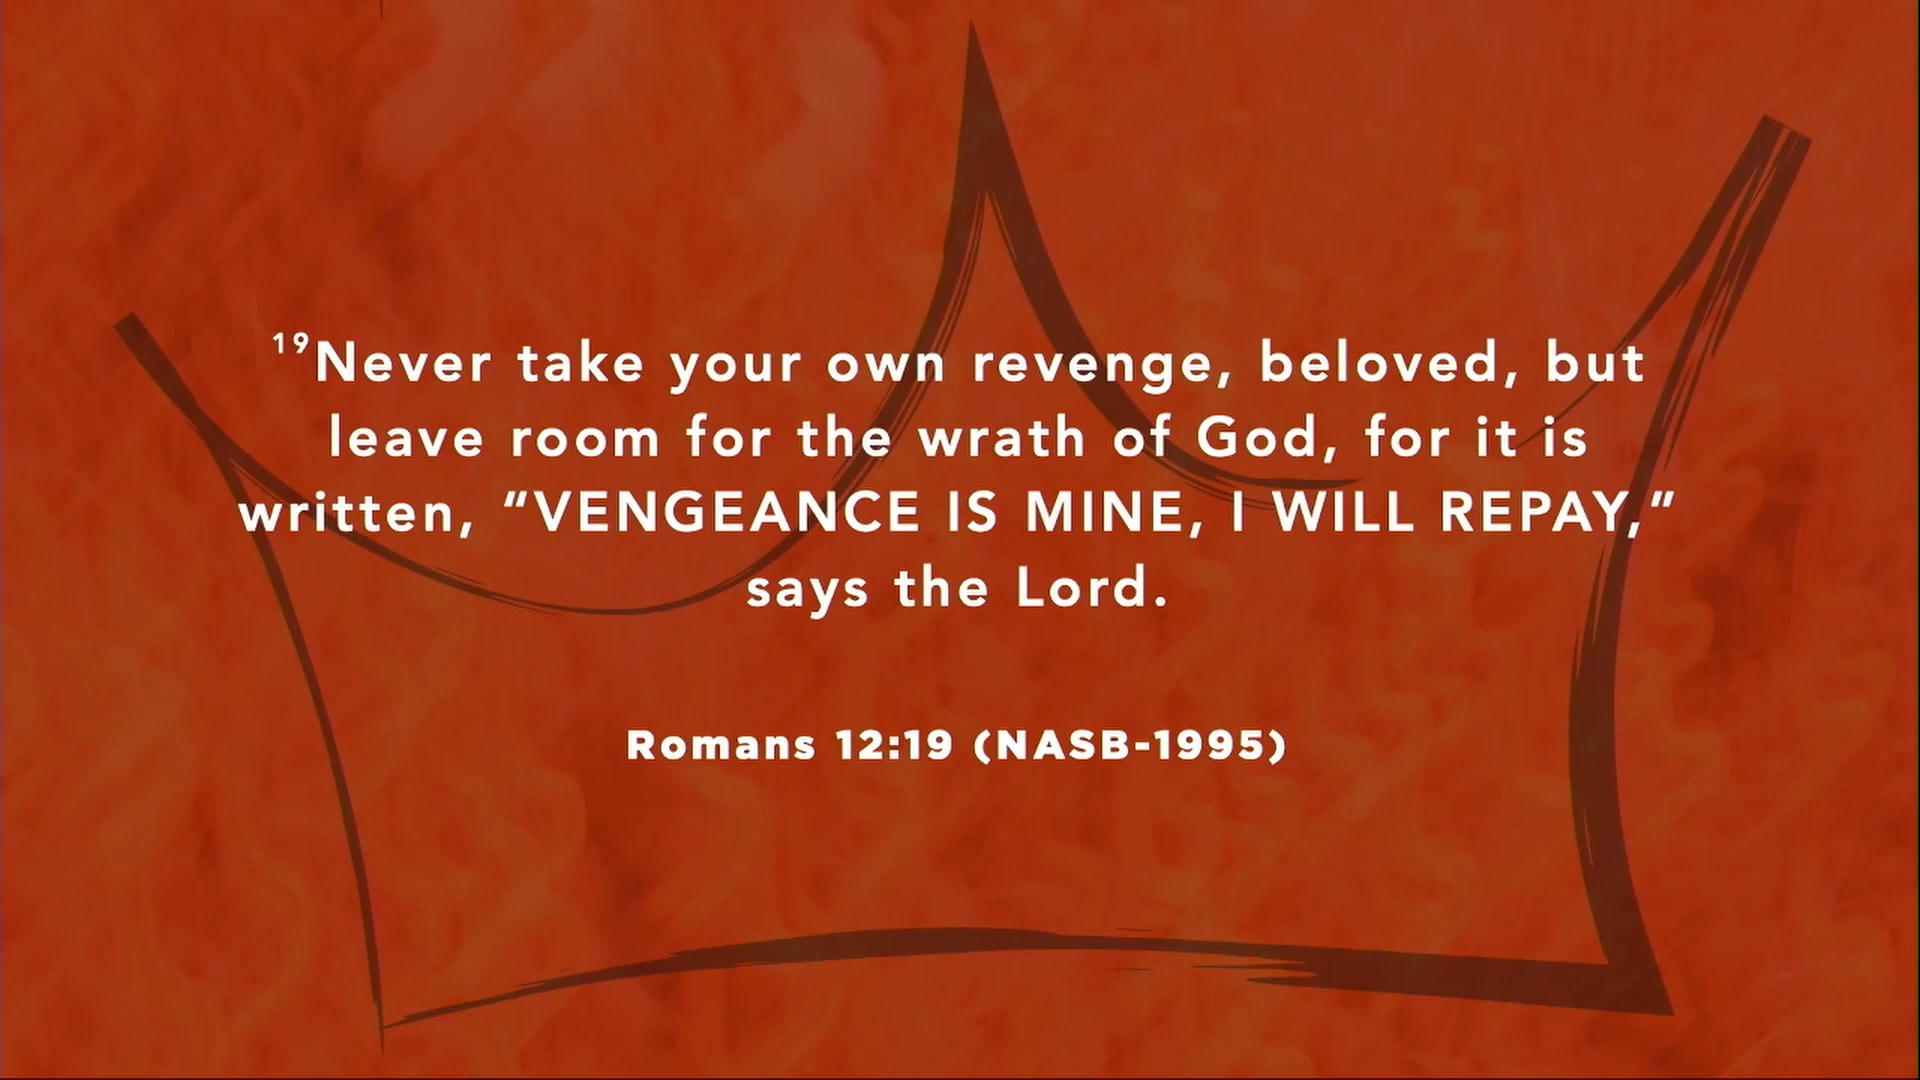 ¹⁹Never take your own revenge, beloved, but
leave room for the wrath of God, for it is
written, “VENGEANCE IS MINE, I WILL REPAY,”
says the Lord.
Romans 12:19 (NASB-1995)